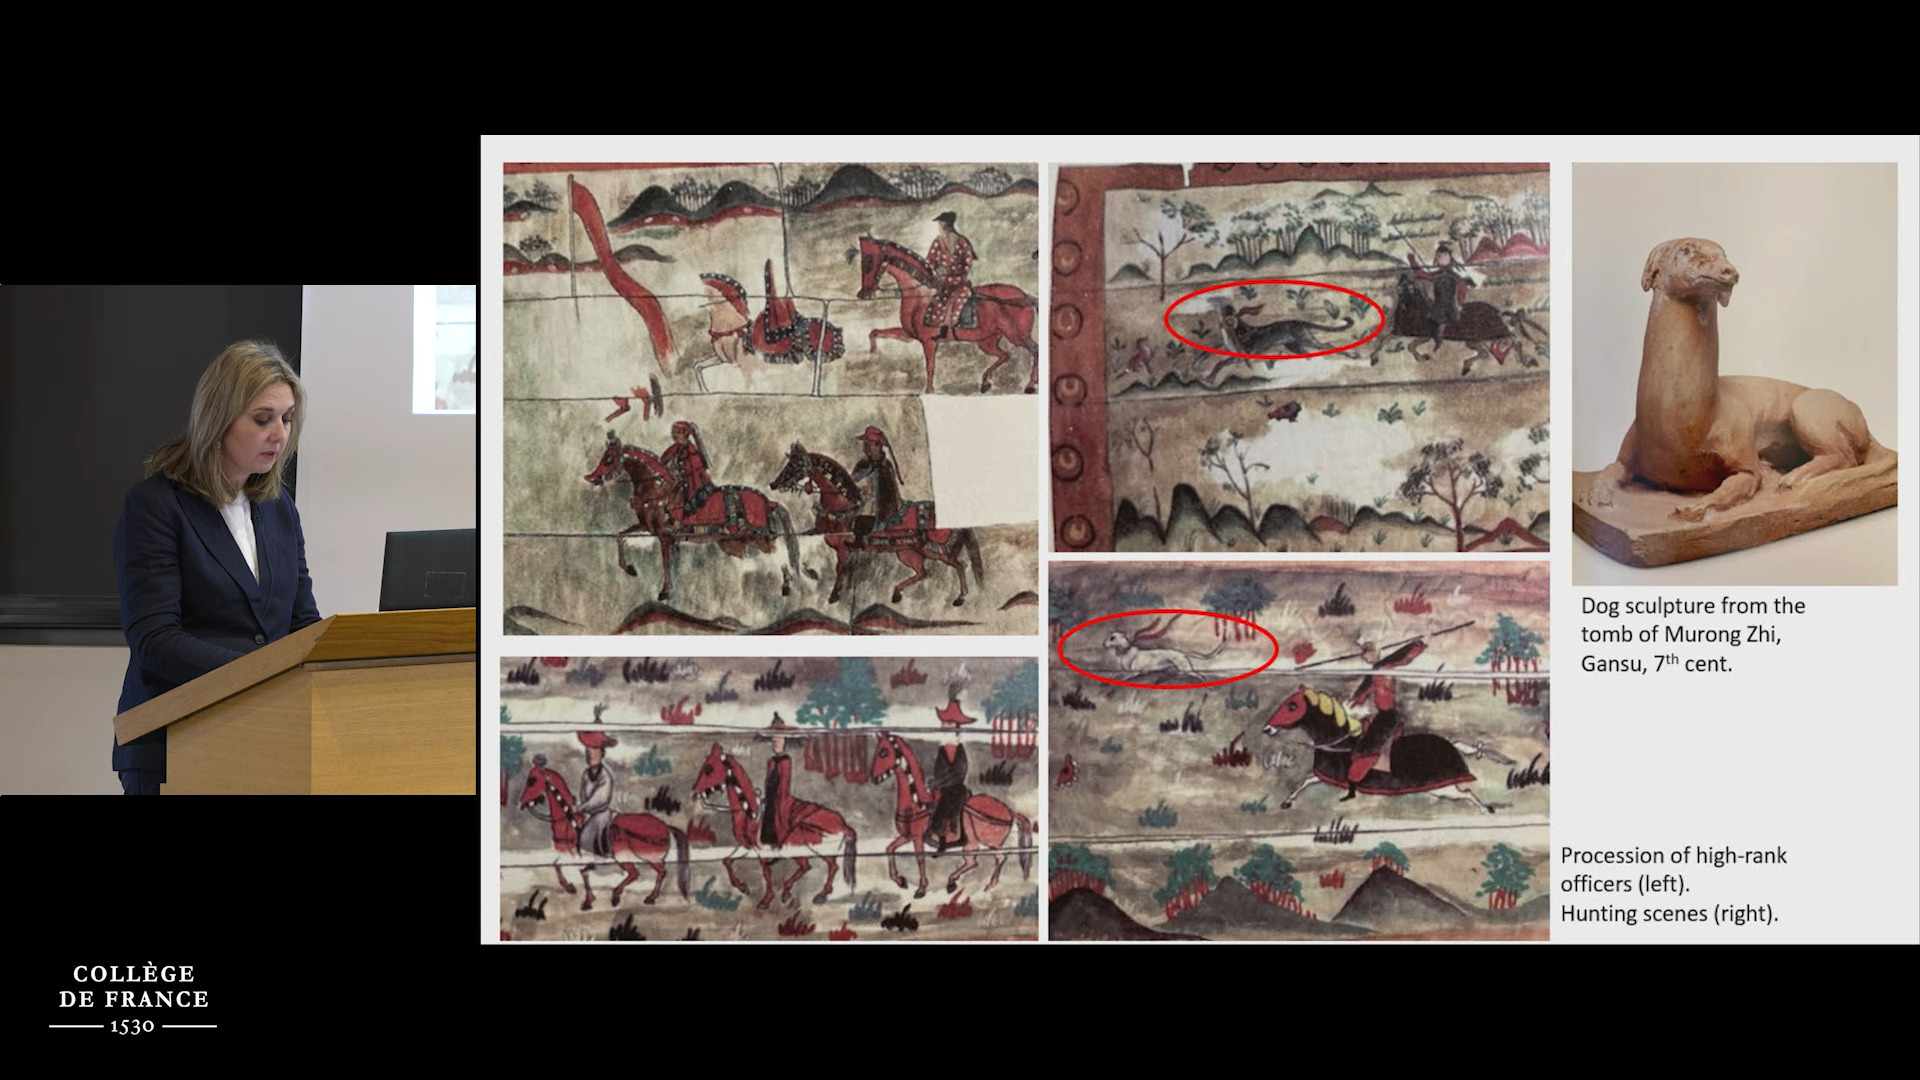 Dog sculpture from the
tomb of Murong Zhi,
Gansu, 7th cent.
Procession of high-rank
officers (left).
Hunting scenes (right).
COLLÈGE
DE FRANCE
1530